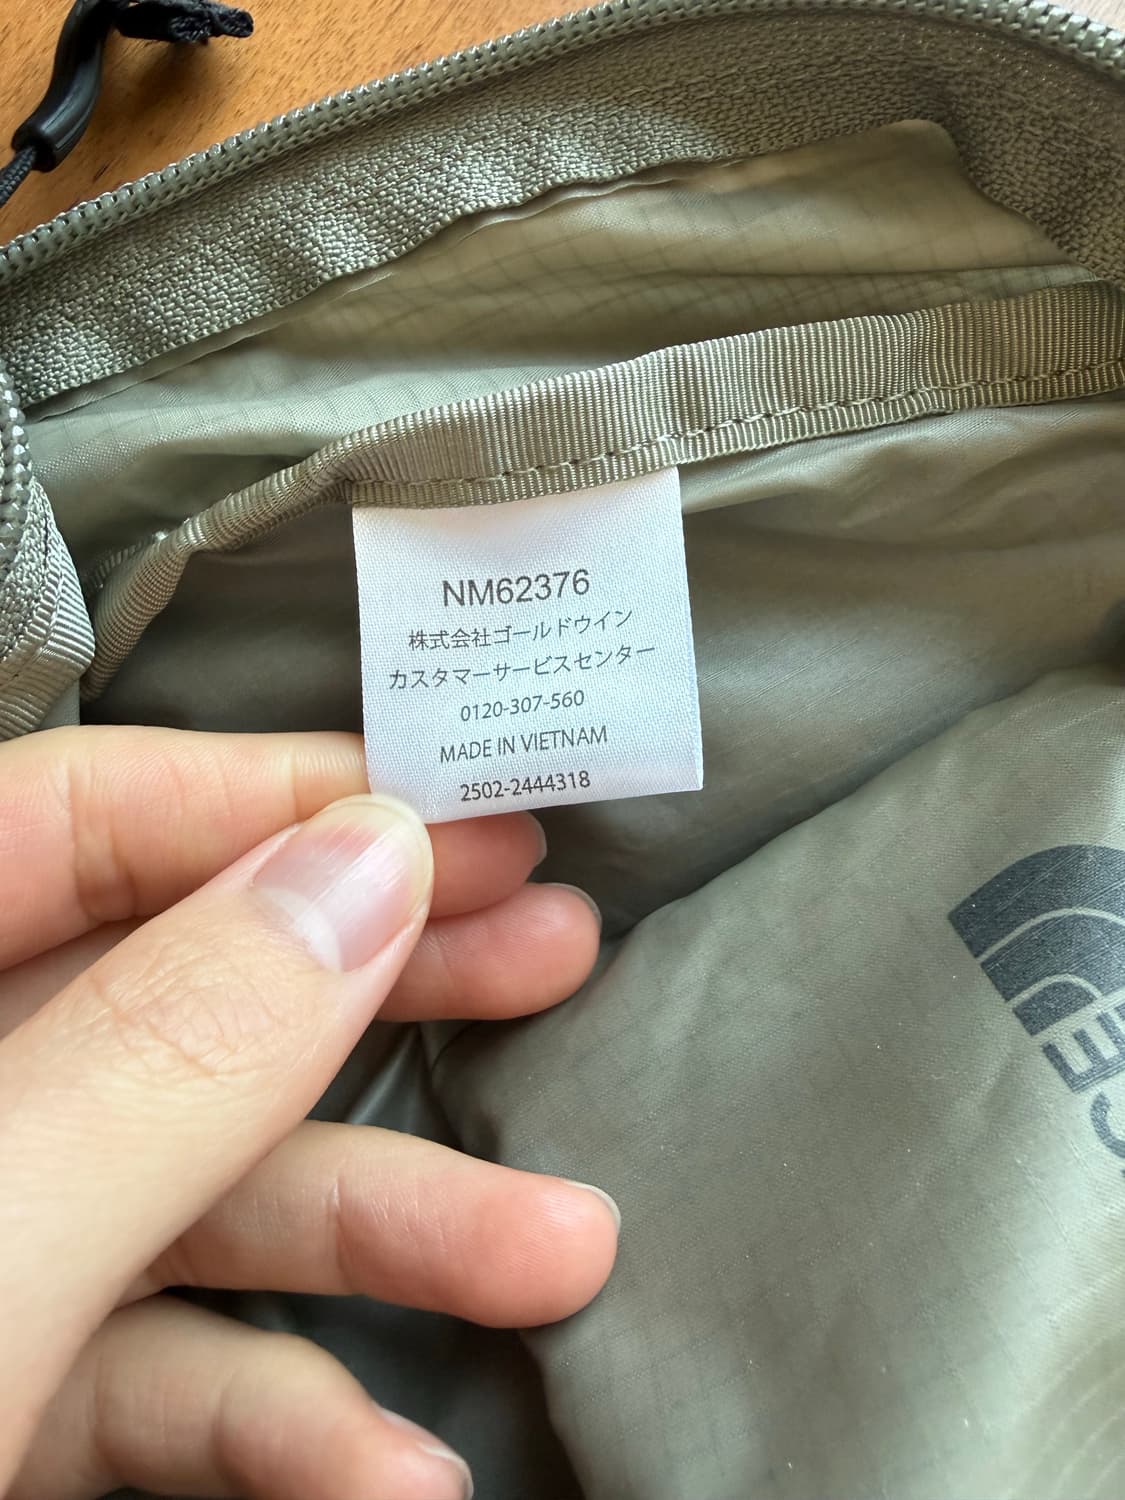 NM62376
株式会社ゴールドウイン
カスタマーサービスセンター
0120-307-560
MADE IN VIETNAM
2502-2444318